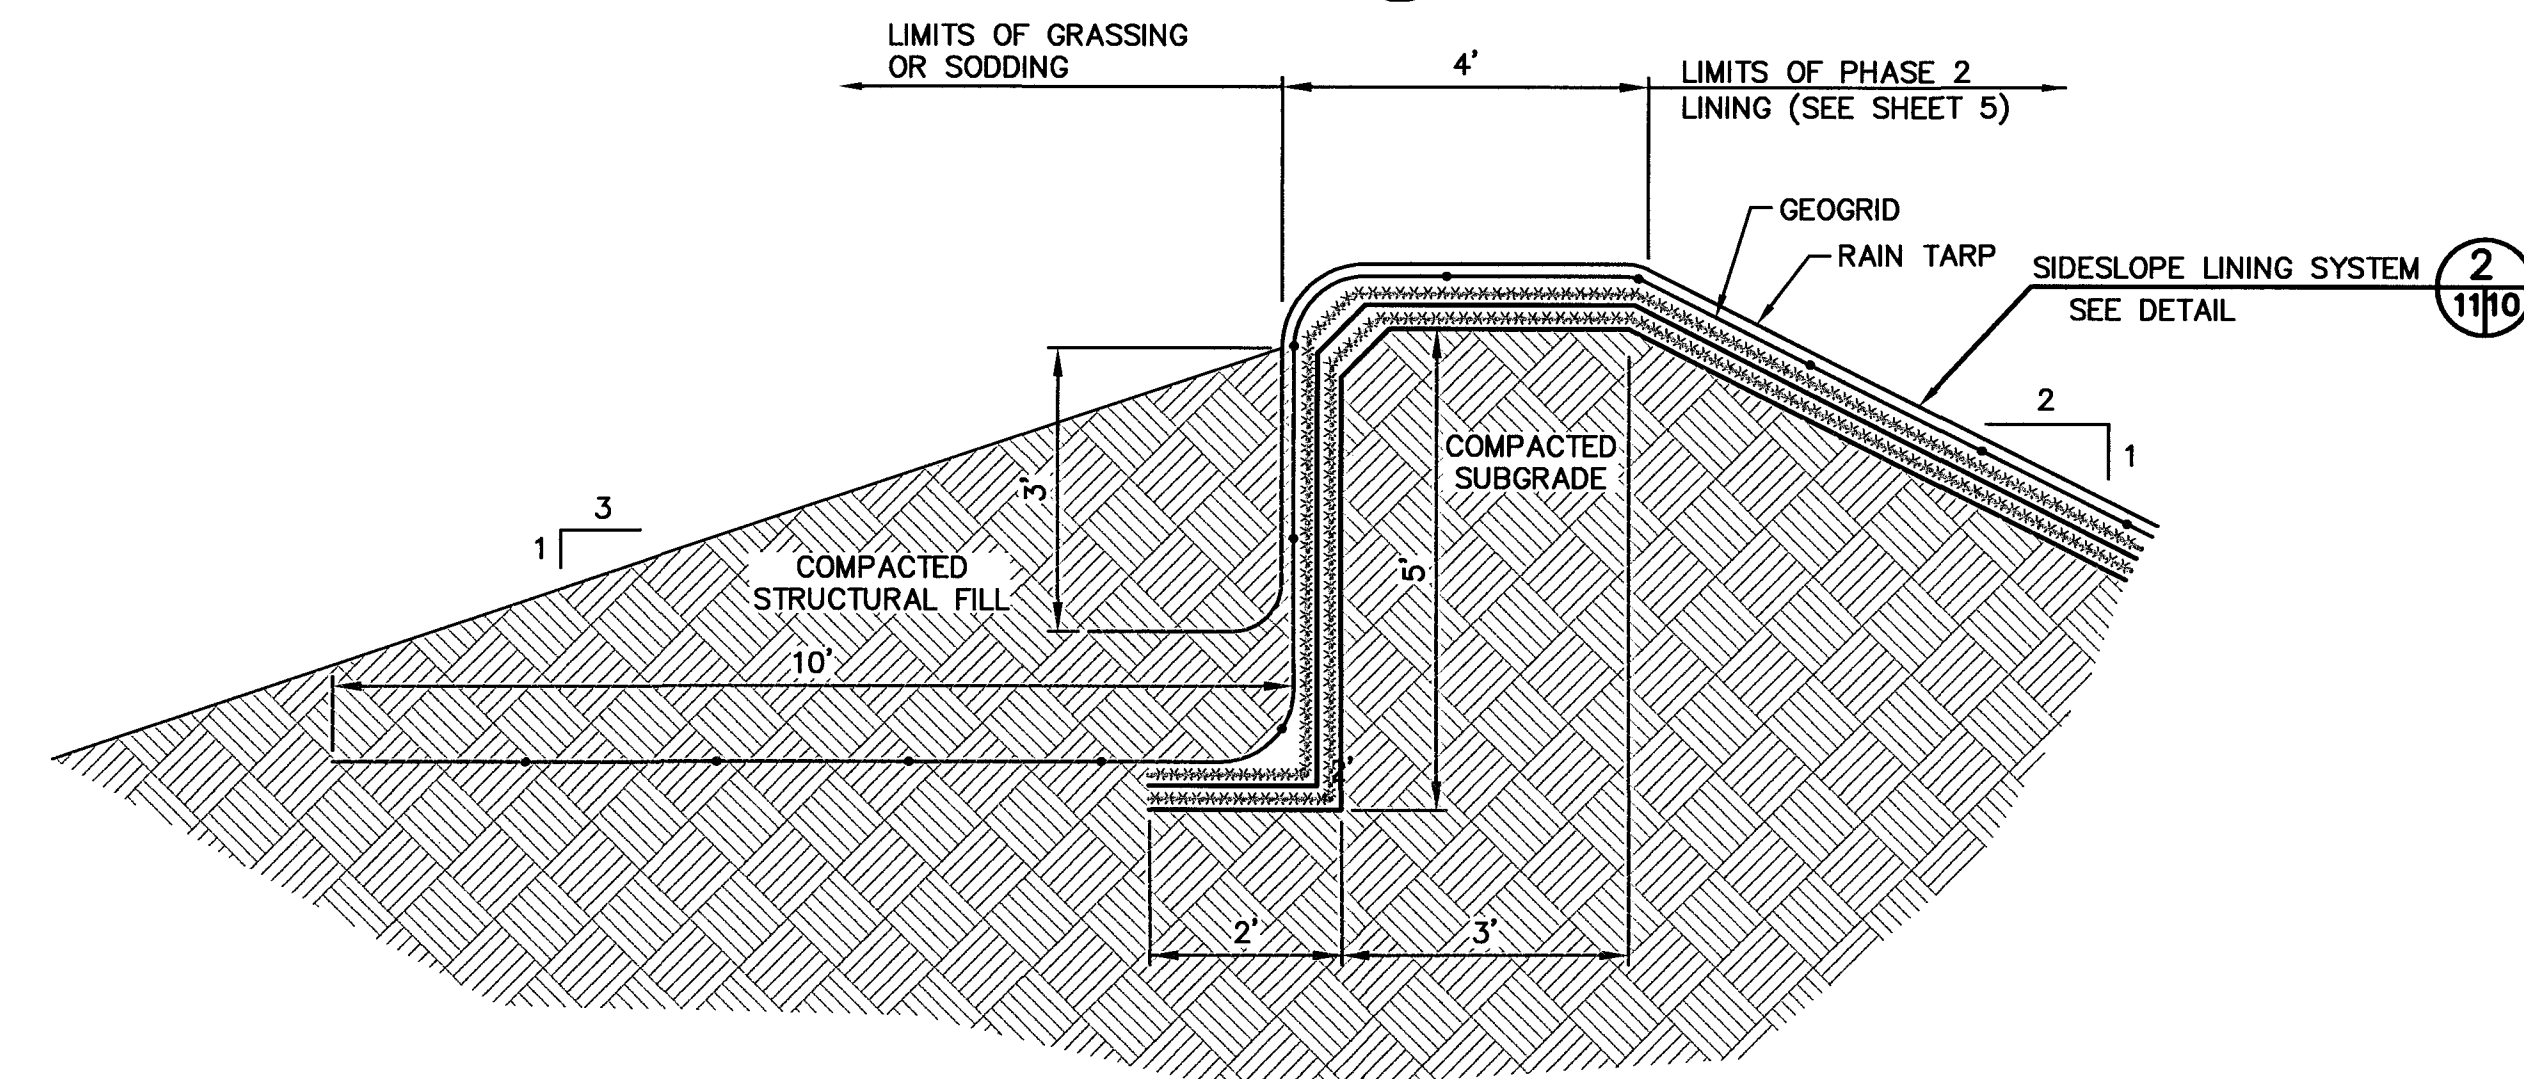 LIMITS OF GRASSING
OR SODDING
4'
LIMITS OF PHASE 2
LINING (SEE SHEET 5)
GEOGRID
RAIN TARP
SIDESLOPE LINING SYSTEM
SEE DETAIL
2
11 10
2
1
COMPACTED
SUBGRADE
3'
3
1
COMPACTED
STRUCTURAL FILL
5'
10'
2'
3'